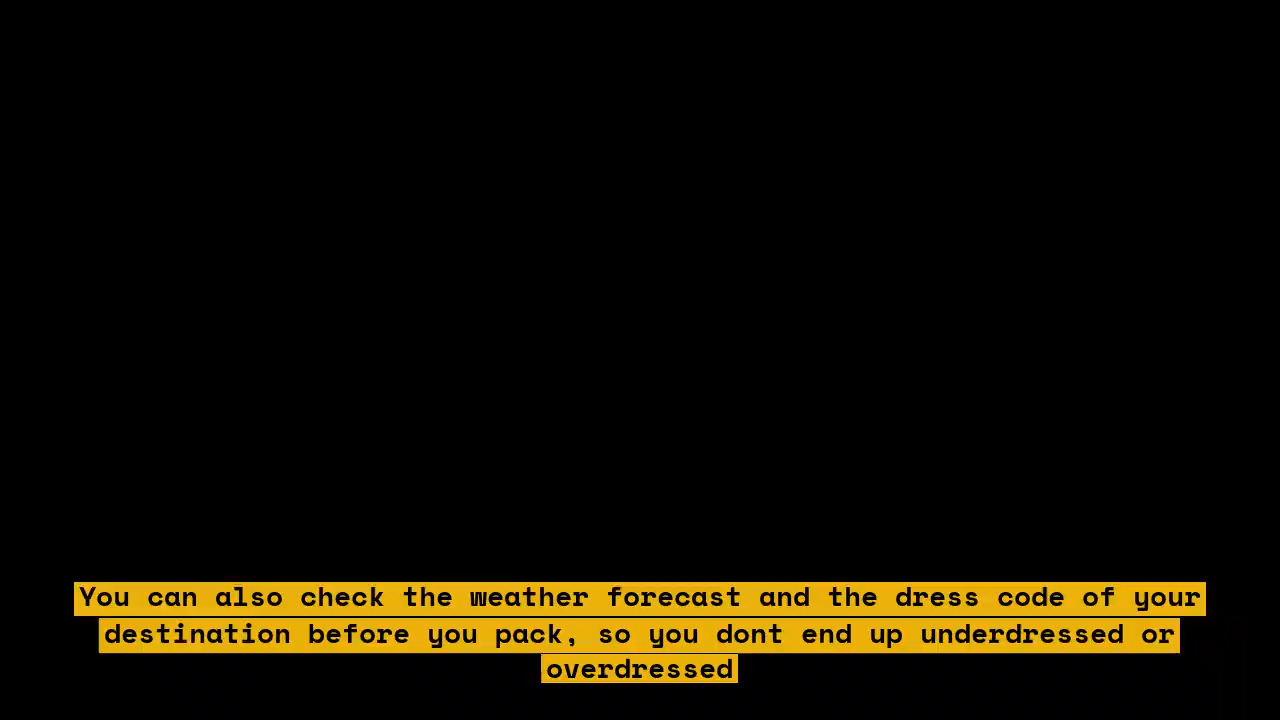 You can also check the weather forecast and the dress code of your
destination before you pack, so you dont end up underdressed or
overdressed